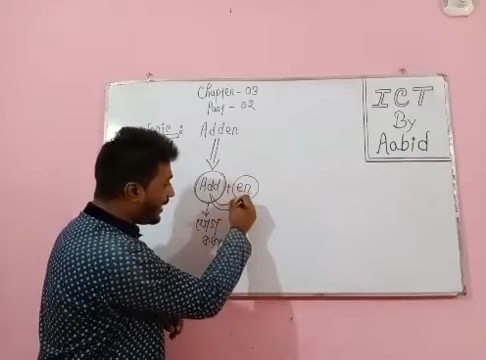 Chapter - 03
Part - 02
Topic : Adder
Add + er
যোগ
করা
ICT
By
Aabid